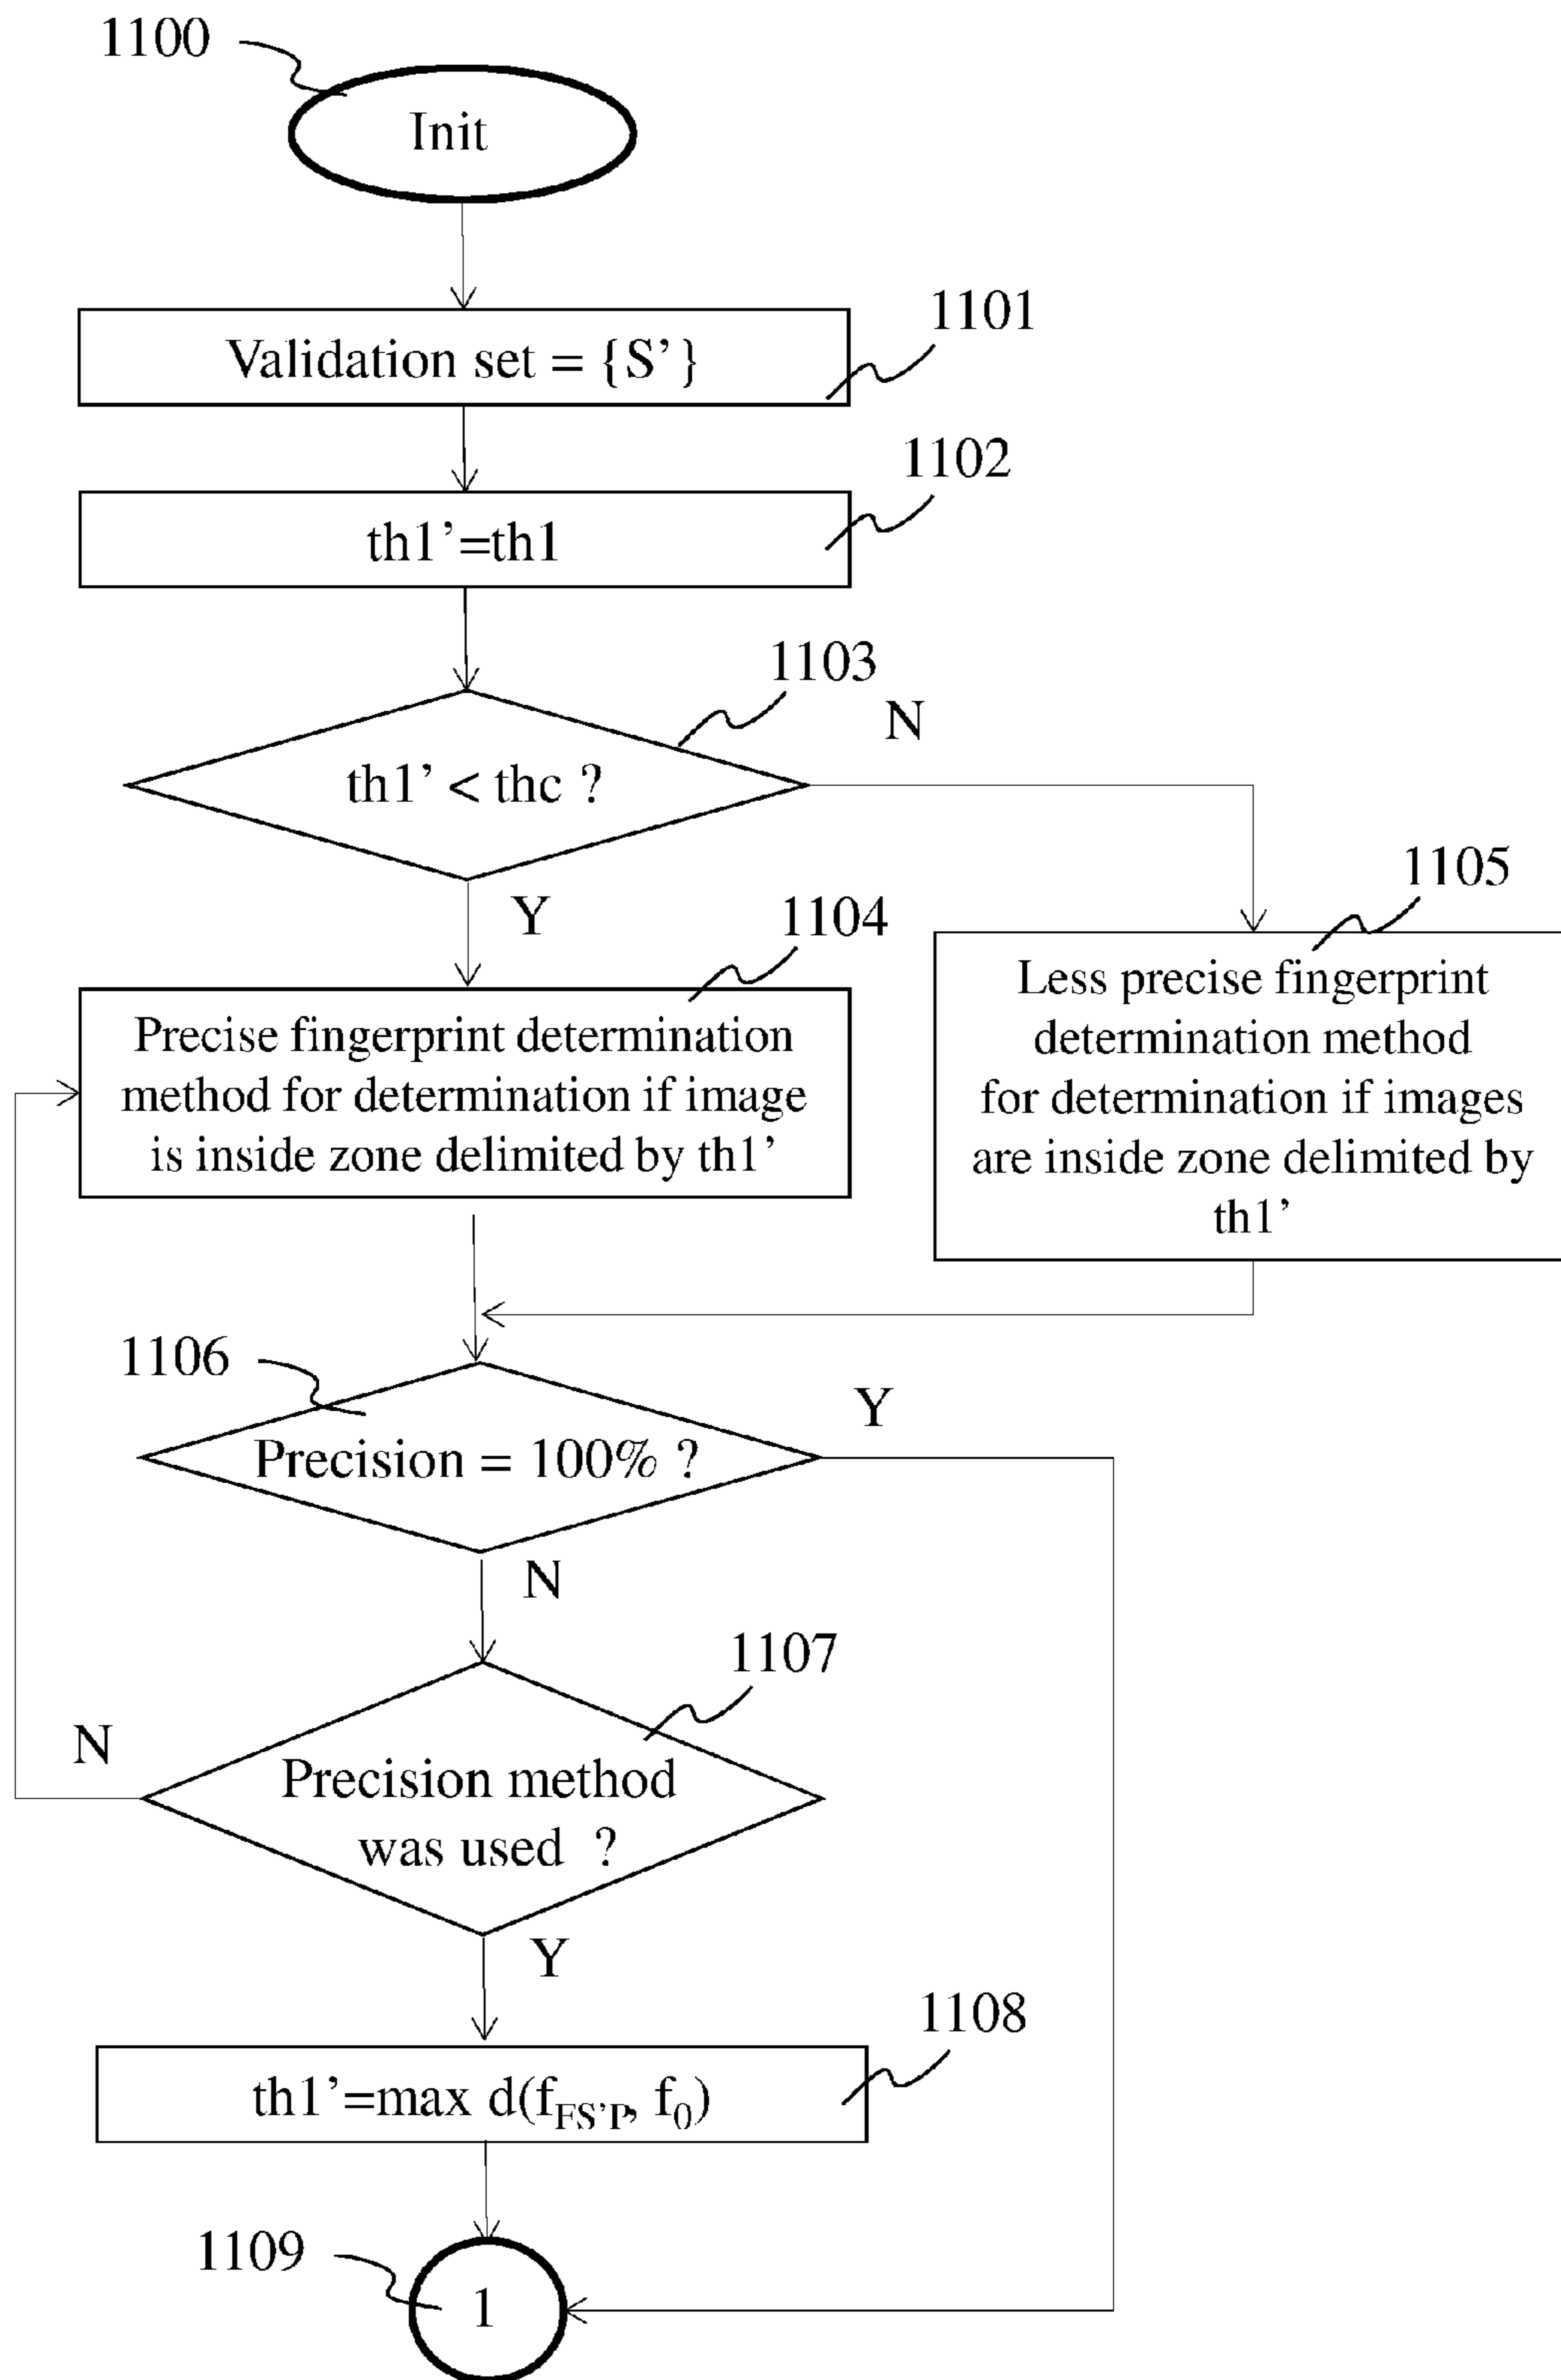 1100
Init
1101
Validation set = {S’}
1102
th1’=th1
1103
N
th1’ < thc ?
Y
1104
1105
Precise fingerprint determination
method for determination if image
is inside zone delimited by th1’
Less precise fingerprint
determination method
for determination if images
are inside zone delimited by
th1’
1106
Y
Precision = 100% ?
N
1107
N
Precision method
was used ?
Y
1108
th1’=max d(f_FS’P, f_0)
1109
1